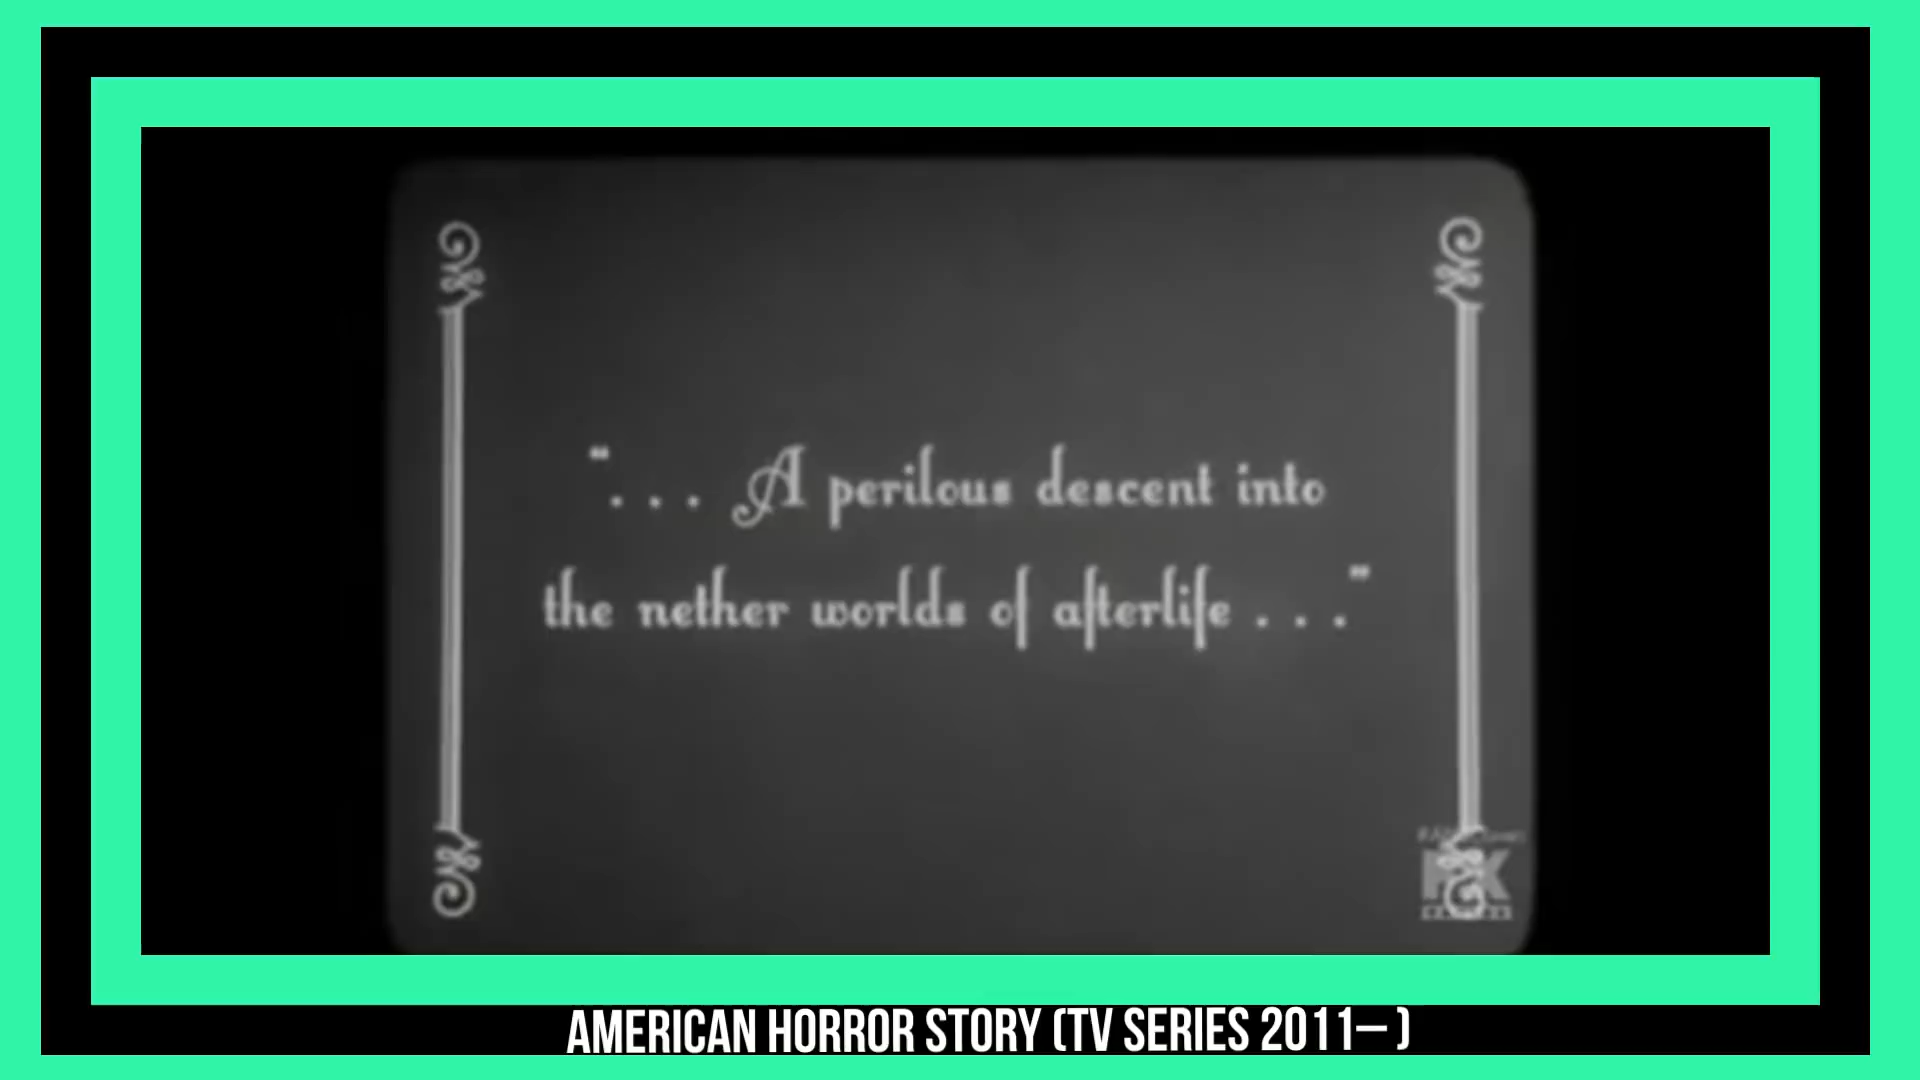 ". . . A perilous descent into
the nether worlds of afterlife . . ."
AMERICAN HORROR STORY (TV SERIES 2011– )